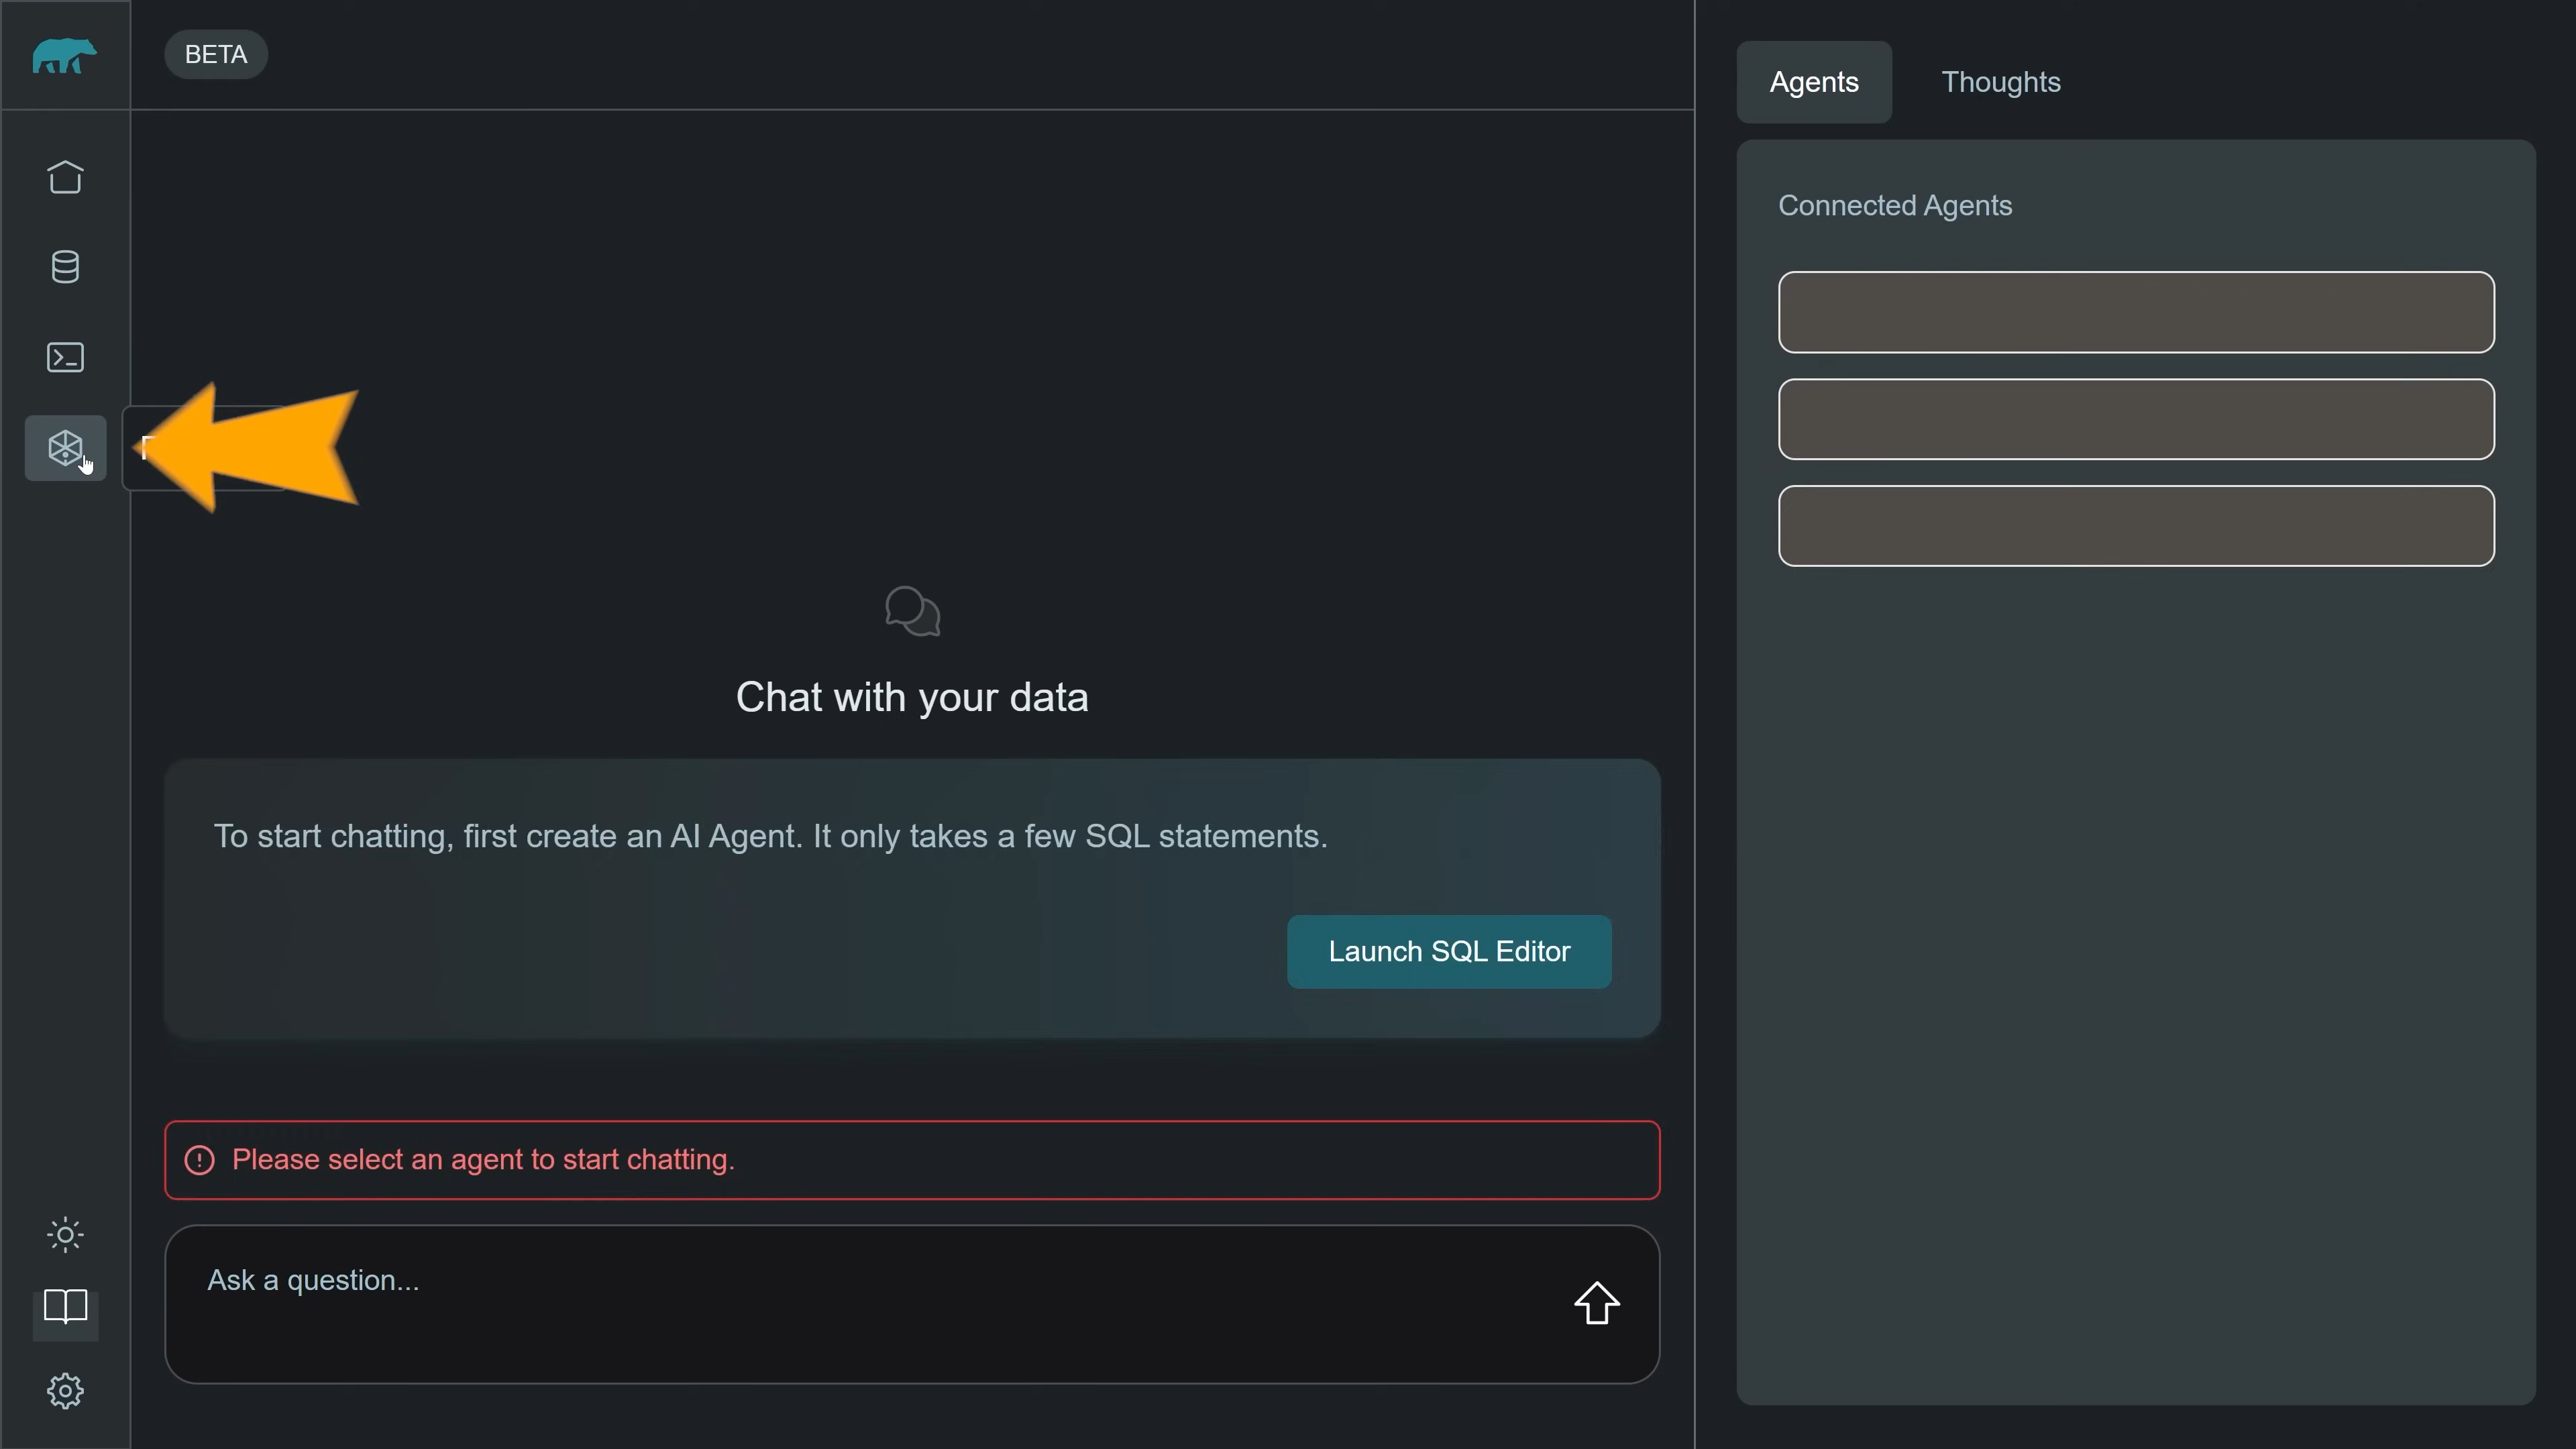 BETA
Agents
Thoughts
Connected Agents
Chat with your data
To start chatting, first create an AI Agent. It only takes a few SQL statements.
Launch SQL Editor
Please select an agent to start chatting.
Ask a question...